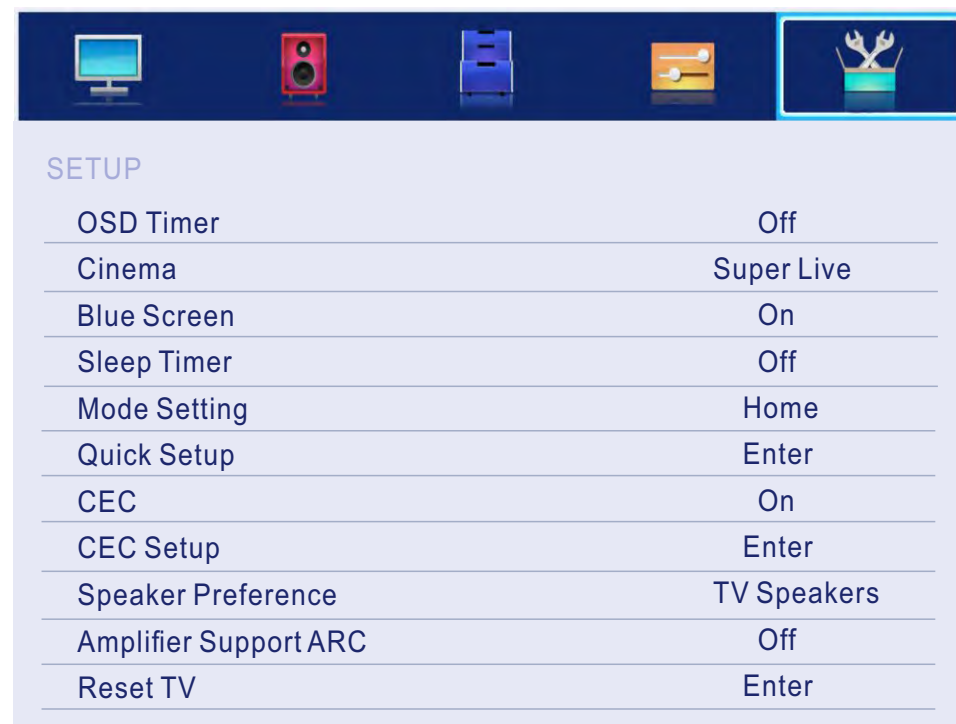 SETUP
OSD Timer Off
Cinema Super Live
Blue Screen On
Sleep Timer Off
Mode Setting Home
Quick Setup Enter
CEC On
CEC Setup Enter
Speaker Preference TV Speakers
Amplifier Support ARC Off
Reset TV Enter